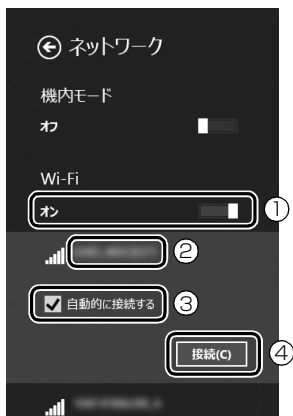 ネットワーク
機内モード
オフ
Wi-Fi
オン
①
②
自動的に接続する
③
接続(C)
④